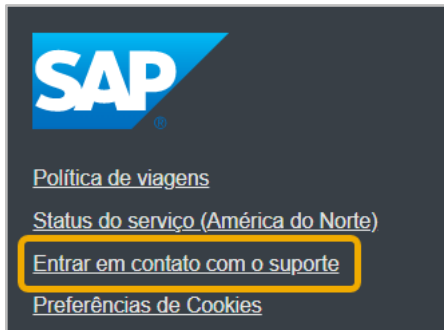 SAP
®
Política de viagens
Status do serviço (América do Norte)
Entrar em contato com o suporte
Preferências de Cookies